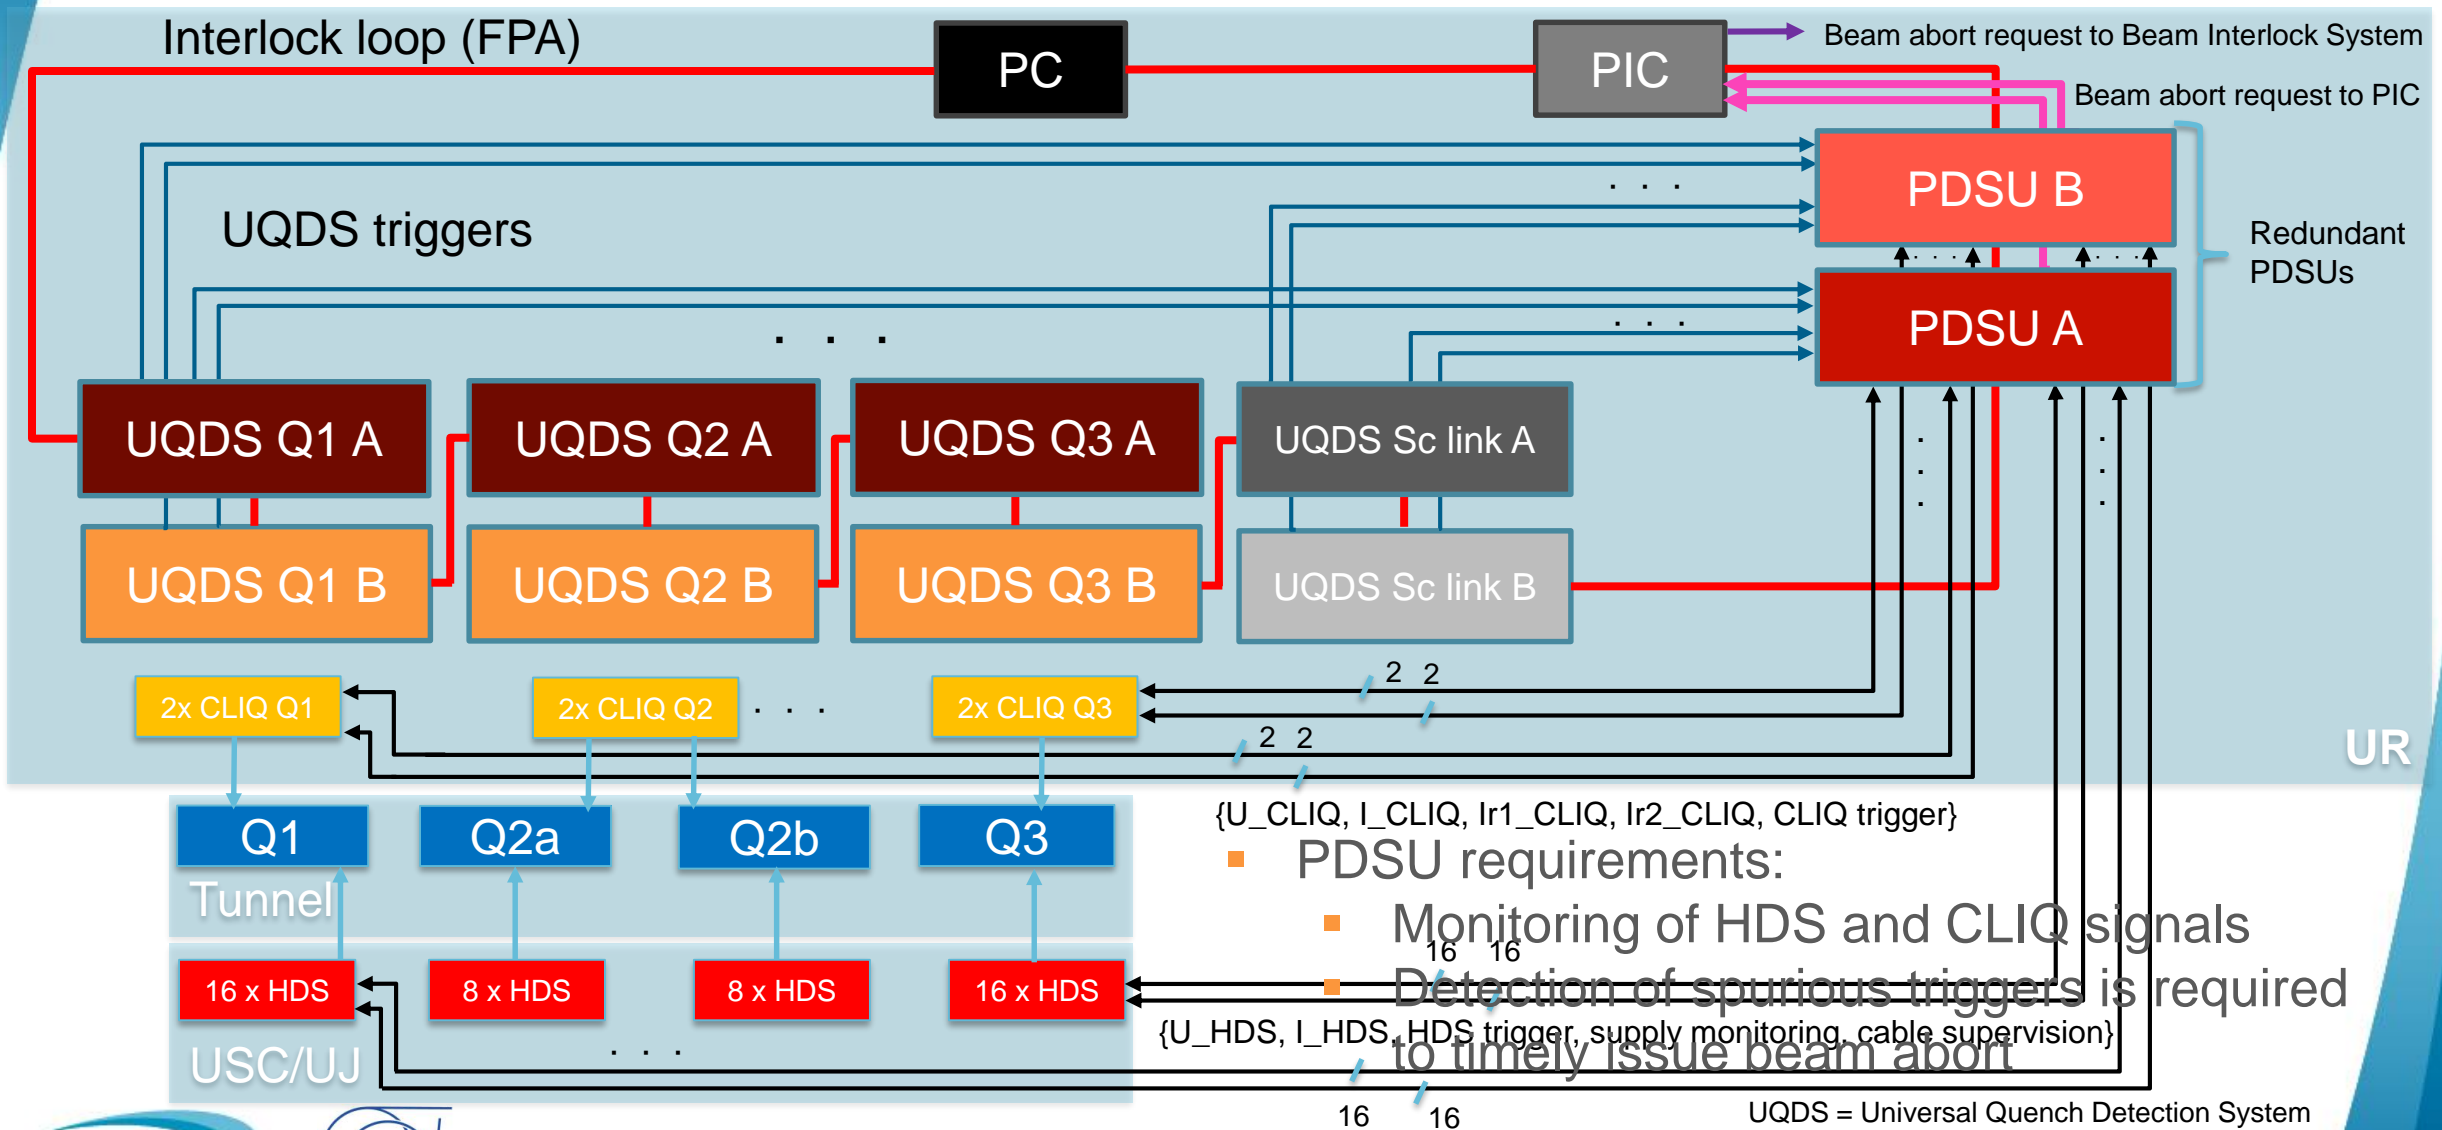 Interlock loop (FPA)
PC
PIC
Beam abort request to Beam Interlock System
Beam abort request to PIC
. . .
PDSU B
UQDS triggers
Redundant
PDSUs
. . .
. . .
. . .
PDSU A
. . .
UQDS Q1 A
UQDS Q2 A
UQDS Q3 A
UQDS Sc link A
. . .
. . .
UQDS Q1 B
UQDS Q2 B
UQDS Q3 B
UQDS Sc link B
2 2
2x CLIQ Q1
2x CLIQ Q2
. . .
2x CLIQ Q3
2 2
UR
{U_CLIQ, I_CLIQ, Ir1_CLIQ, Ir2_CLIQ, CLIQ trigger}
Q1
Q2a
Q2b
Q3
▪ PDSU requirements:
Tunnel
▪ Monitoring of HDS and CLIQ signals
16 16
16 x HDS
8 x HDS
8 x HDS
16 x HDS
▪ Detection of spurious triggers is required
to timely issue beam abort
{U_HDS, I_HDS, HDS trigger, supply monitoring, cable supervision}
USC/UJ
. . .
16 16
UQDS = Universal Quench Detection System